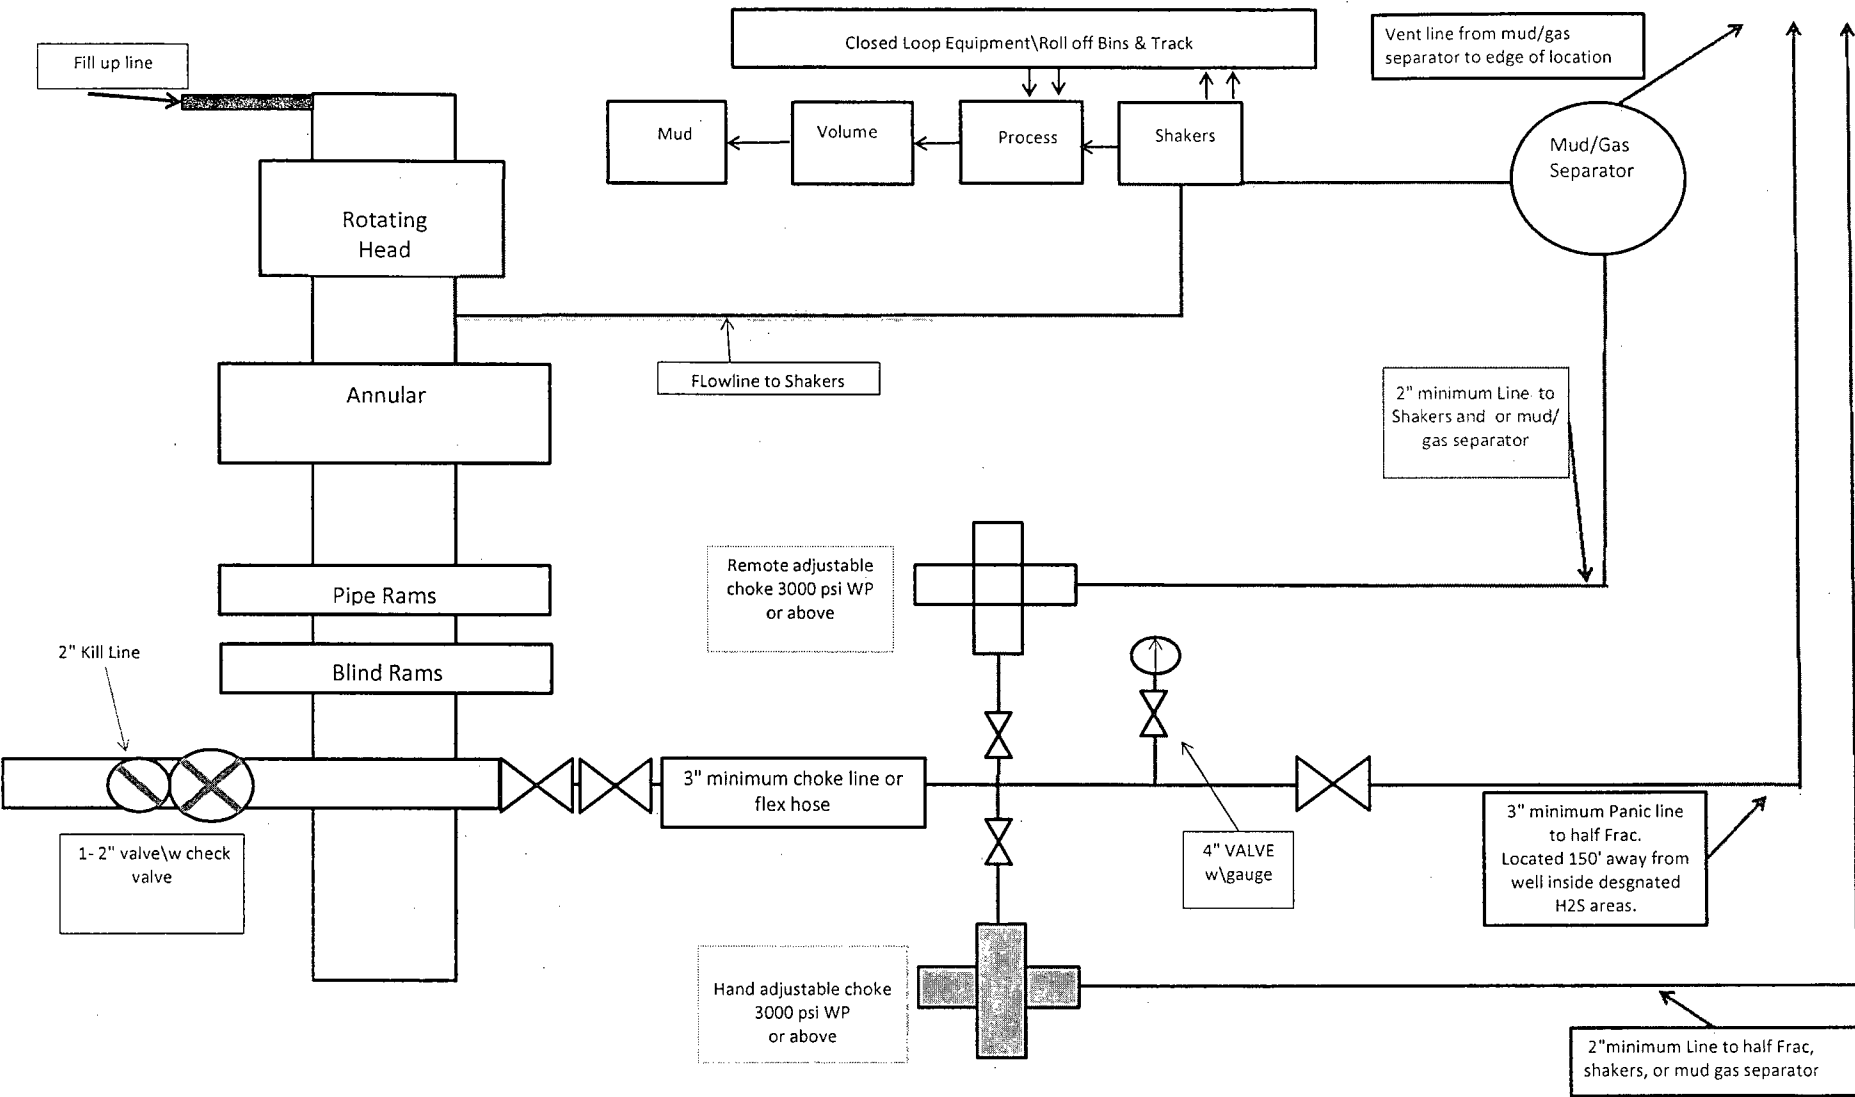 Closed Loop Equipment\Roll off Bins & Track
Vent line from mud/gas
separator to edge of location
Fill up line
Mud
Volume
Process
Shakers
Mud/Gas
Separator
Rotating
Head
FLowline to Shakers
Annular
2" minimum Line to
Shakers and or mud/
gas separator
Remote adjustable
choke 3000 psi WP
or above
Pipe Rams
2" Kill Line
Blind Rams
3" minimum choke line or
flex hose
1- 2" valve\w check
valve
4" VALVE
w\gauge
3" minimum Panic line
to half Frac.
Located 150' away from
well inside desgnated
H2S areas.
Hand adjustable choke
3000 psi WP
or above
2"minimum Line to half Frac,
shakers, or mud gas separator